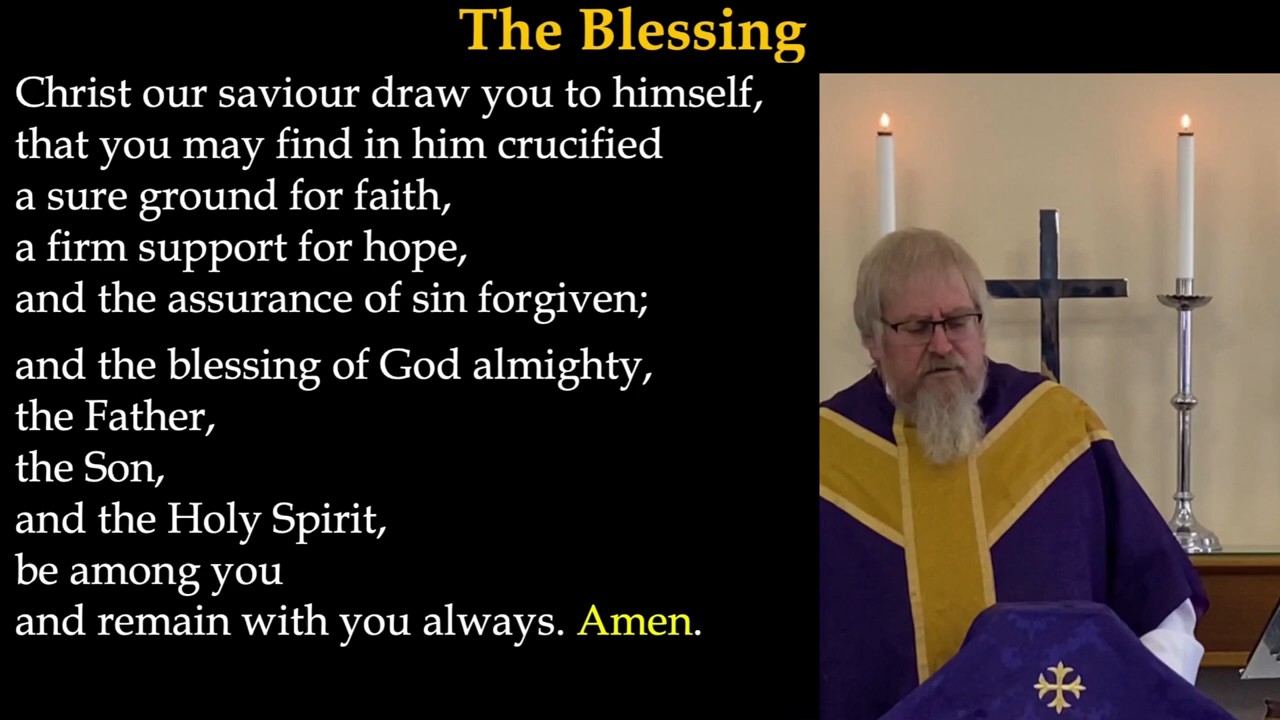 The Blessing
Christ our saviour draw you to himself,
that you may find in him crucified
a sure ground for faith,
a firm support for hope,
and the assurance of sin forgiven;
and the blessing of God almighty,
the Father,
the Son,
and the Holy Spirit,
be among you
and remain with you always. Amen.